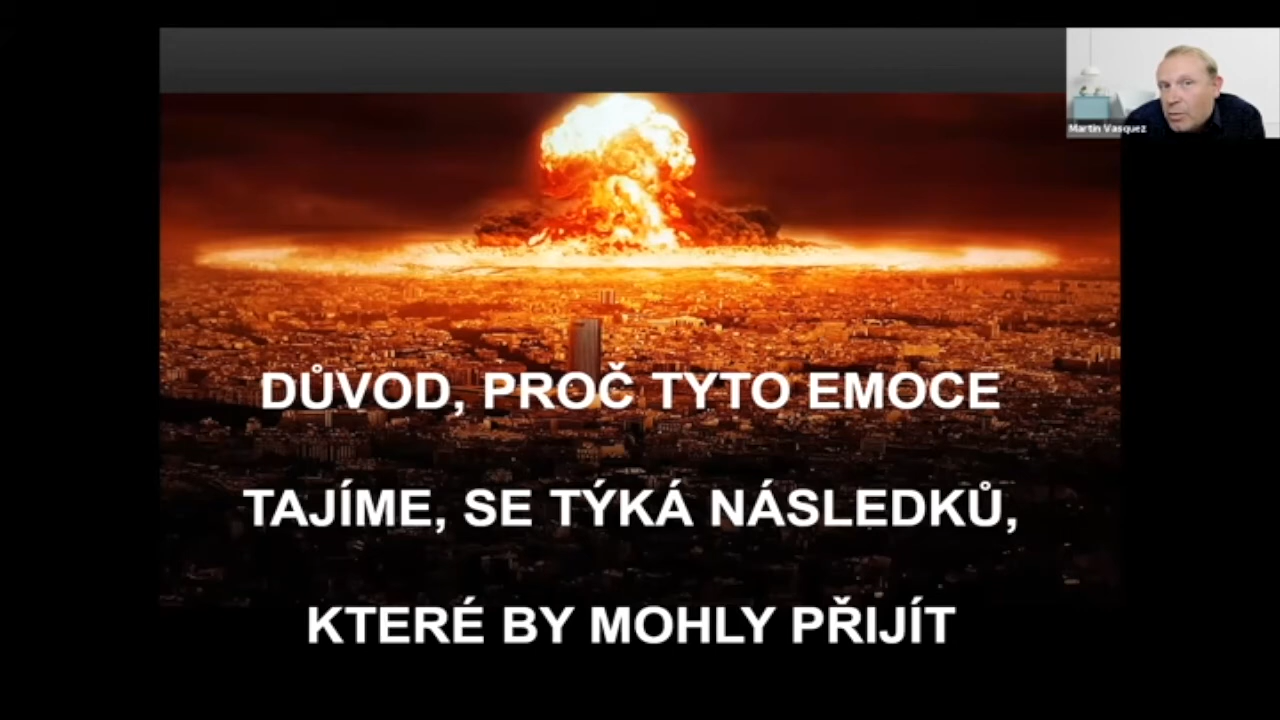 Martin Vasquez
DŮVOD, PROČ TYTO EMOCE
TAJÍME, SE TÝKÁ NÁSLEDKŮ,
KTERÉ BY MOHLY PŘIJÍT